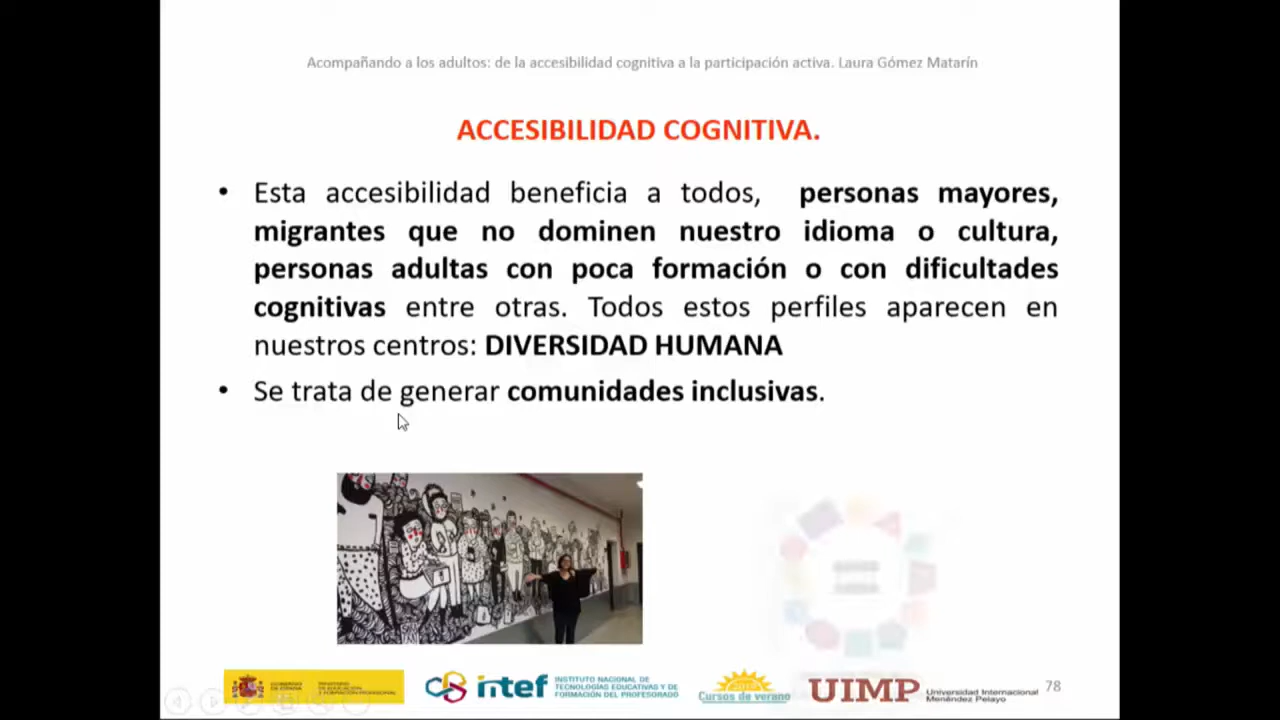 Acompañando a los adultos: de la accesibilidad cognitiva a la participación activa. Laura Gómez Matarín
ACCESIBILIDAD COGNITIVA.
• Esta accesibilidad beneficia a todos, personas mayores,
migrantes que no dominen nuestro idioma o cultura,
personas adultas con poca formación o con dificultades
cognitivas entre otras. Todos estos perfiles aparecen en
nuestros centros: DIVERSIDAD HUMANA
• Se trata de generar comunidades inclusivas.
GOBIERNO DE ESPAÑA
MINISTERIO DE EDUCACIÓN Y FORMACIÓN PROFESIONAL
intef
INSTITUTO NACIONAL DE
TECNOLOGÍAS EDUCATIVAS Y DE
FORMACIÓN DEL PROFESORADO
Cursos de verano
UIMP
Universidad Internacional
Menéndez Pelayo
78